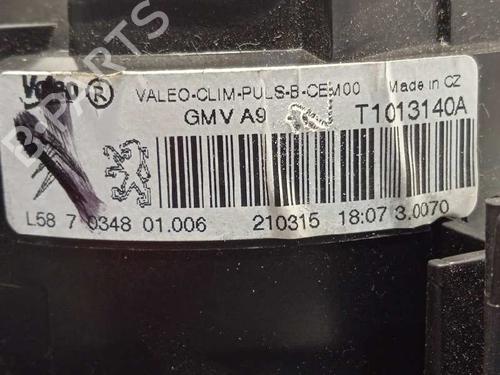 Valeo ® VALEO-CLIM-PULS-B-CEM00 Made in CZ
GMV A9 T1013140A
L58 7 0348 01.006 210315 18:07 3.0070
B-PARTS